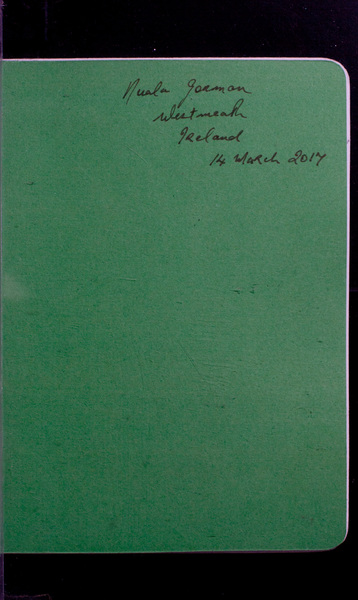 Nuala Gorman
Westmeath
Ireland
14 March 2017